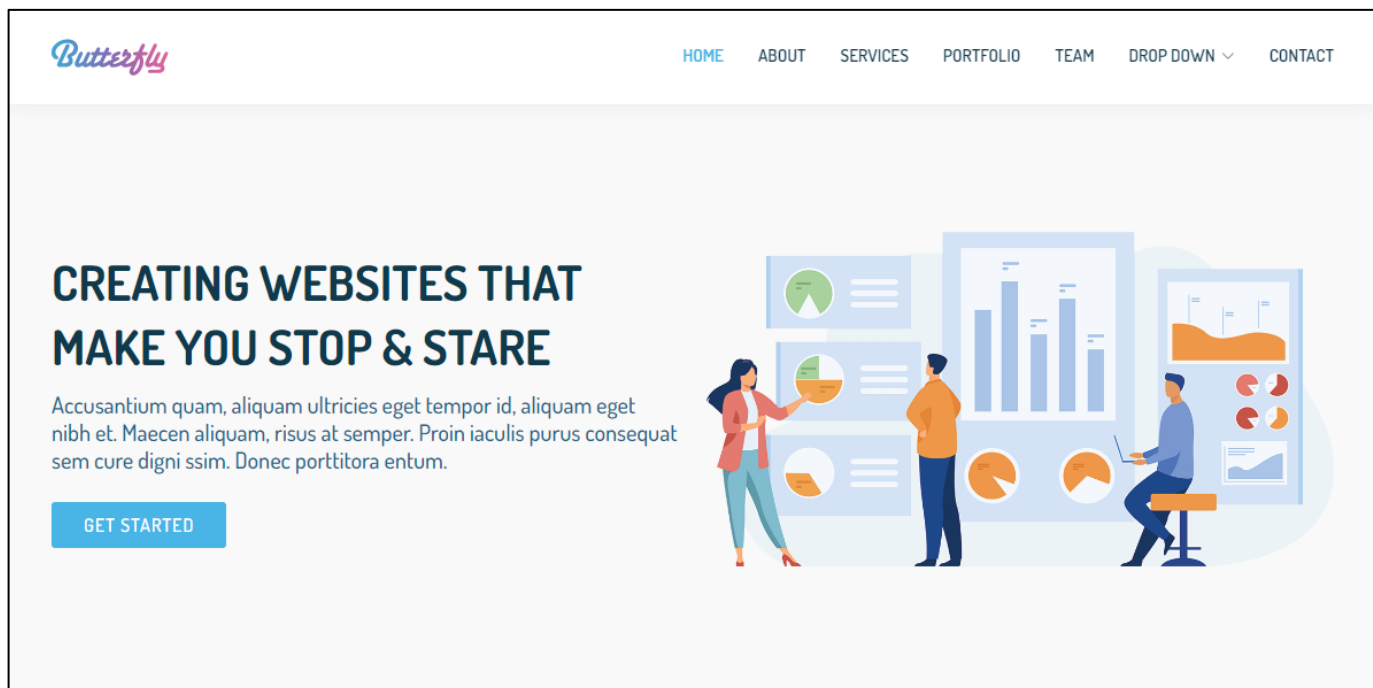 Butterfly
HOME ABOUT SERVICES PORTFOLIO TEAM DROP DOWN CONTACT
CREATING WEBSITES THAT
MAKE YOU STOP & STARE
Accusantium quam, aliquam ultricies eget tempor id, aliquam eget
nibh et. Maecen aliquam, risus at semper. Proin iaculis purus consequat
sem cure digni ssim. Donec porttitora entum.
GET STARTED